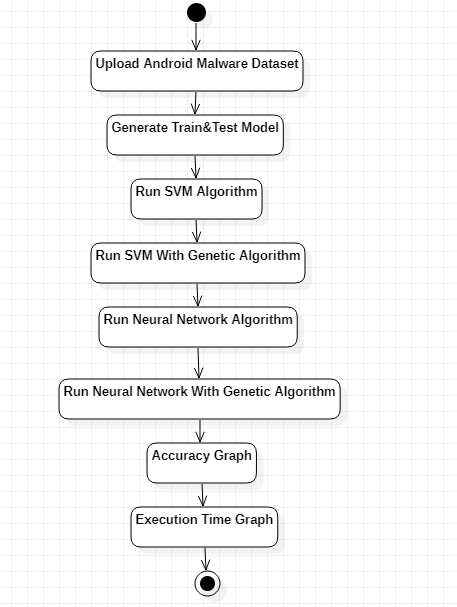 Upload Android Malware Dataset
Generate Train&Test Model
Run SVM Algorithm
Run SVM With Genetic Algorithm
Run Neural Network Algorithm
Run Neural Network With Genetic Algorithm
Accuracy Graph
Execution Time Graph